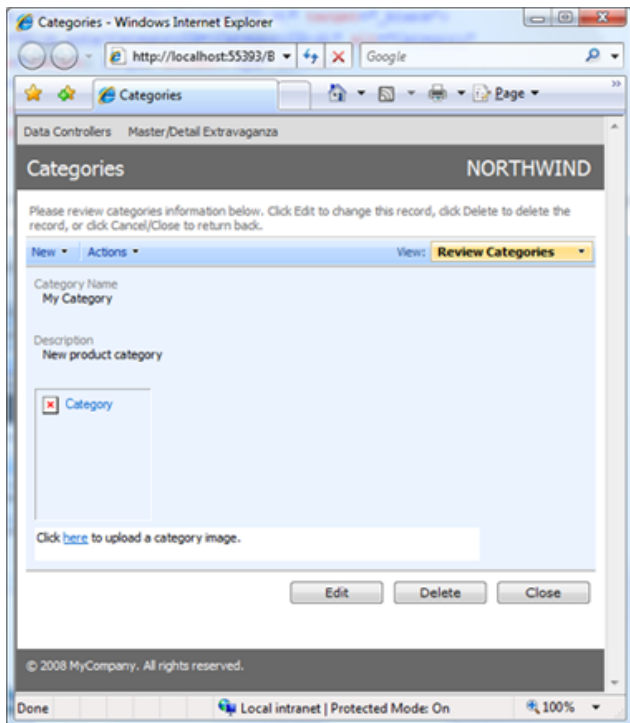 Categories - Windows Internet Explorer
http://localhost:55393/B
Google
Categories
Page
Data Controllers Master/Detail Extravaganza
Categories NORTHWIND
Please review categories information below. Click Edit to change this record, click Delete to delete the
record, or click Cancel/Close to return back.
New Actions View: Review Categories
Category Name
My Category
Description
New product category
Category
Click here to upload a category image.
Edit Delete Close
© 2008 MyCompany. All rights reserved.
Done Local intranet | Protected Mode: On 100%